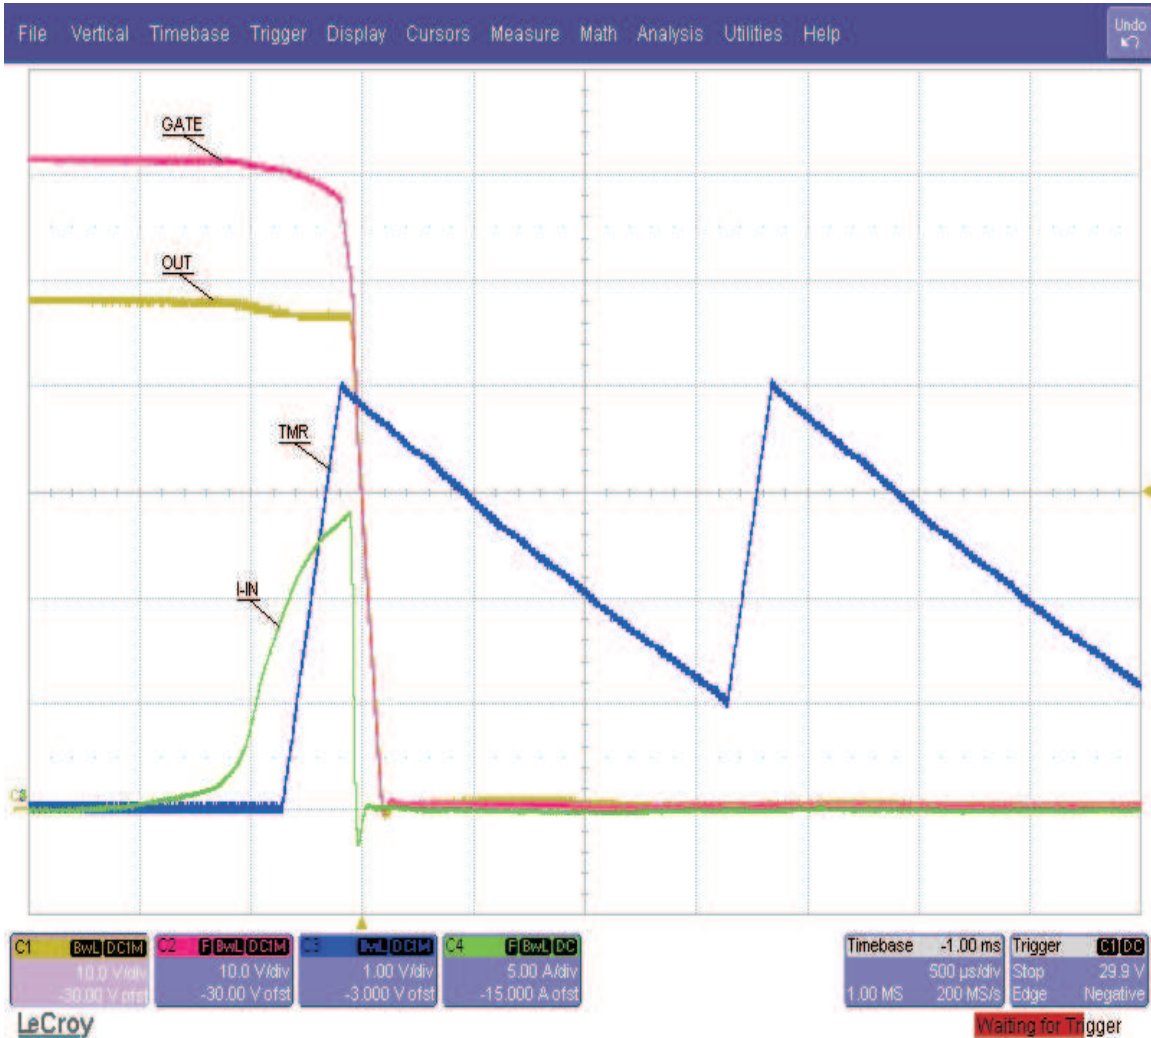 File Vertical Timebase Trigger Display Cursors Measure Math Analysis Utilities Help Undo
GATE
OUT
TMR
I-IN
C3
C1 BwL DC1M
10.0 V/div
-30.00 V ofst
C2 F BwL DC1M
10.0 V/div
-30.00 V ofst
C3 BwL DC1M
1.00 V/div
-3.000 V ofst
C4 F BwL DC
5.00 A/div
-15.000 A ofst
Timebase -1.00 ms
500 µs/div
1.00 MS 200 MS/s
Trigger C1 DC
Stop 29.9 V
Edge Negative
LeCroy
Waiting for Trigger